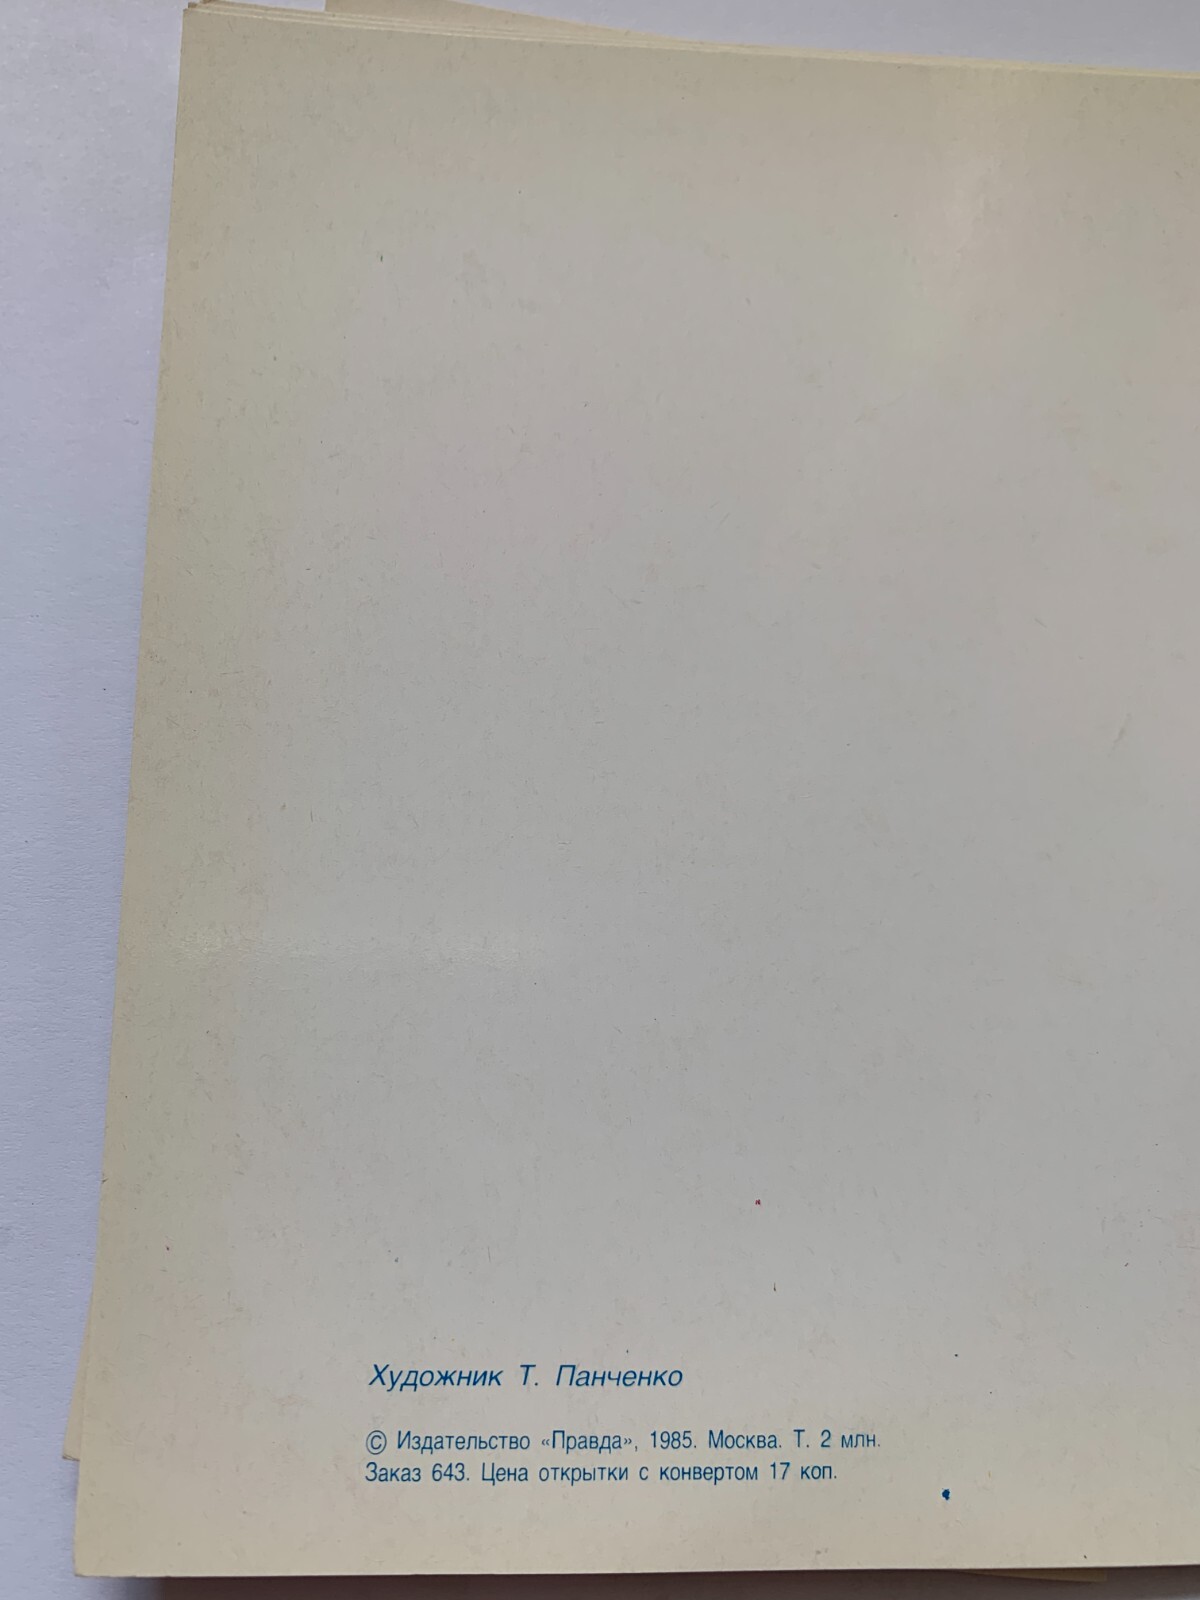 Художник Т. Панченко
© Издательство «Правда», 1985. Москва. Т. 2 млн.
Заказ 643. Цена открытки с конвертом 17 коп.